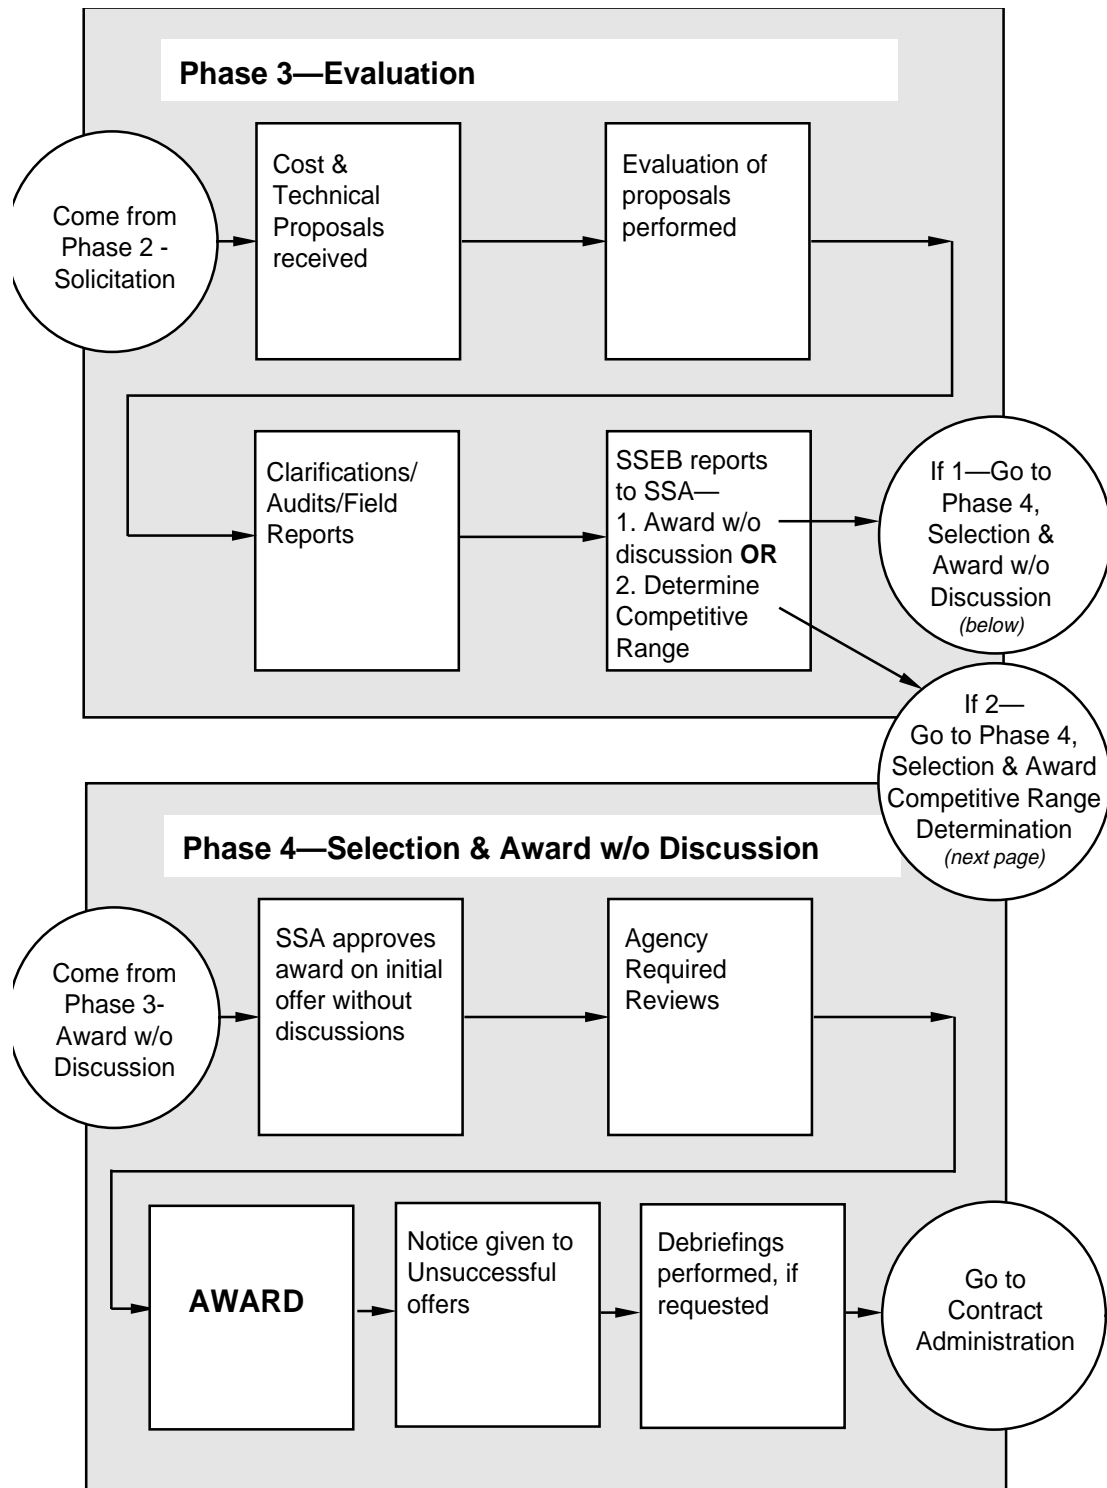 Phase 3—Evaluation
Come from
Phase 2 -
Solicitation
Cost &
Technical
Proposals
received
Evaluation of
proposals
performed
Clarifications/
Audits/Field
Reports
SSEB reports
to SSA—
1. Award w/o
discussion OR
2. Determine
Competitive
Range
If 1—Go to
Phase 4,
Selection &
Award w/o
Discussion
(below)
If 2—
Go to Phase 4,
Selection & Award
Competitive Range
Determination
(next page)
Phase 4—Selection & Award w/o Discussion
Come from
Phase 3-
Award w/o
Discussion
SSA approves
award on initial
offer without
discussions
Agency
Required
Reviews
AWARD
Notice given to
Unsuccessful
offers
Debriefings
performed, if
requested
Go to
Contract
Administration